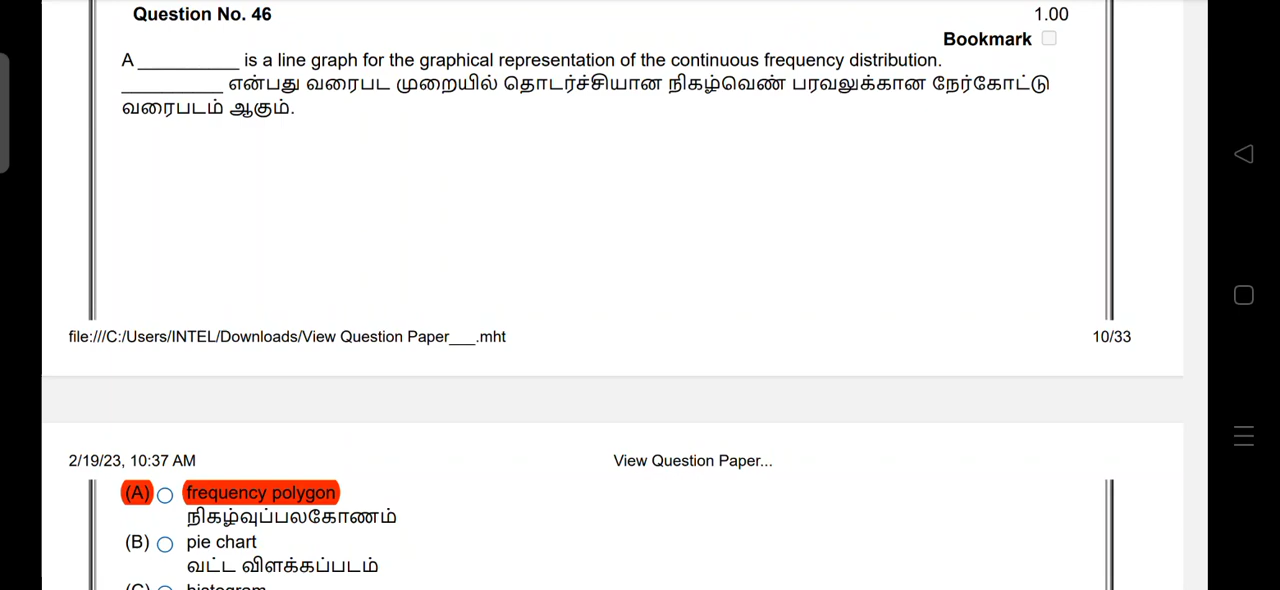 Question No. 46 1.00
Bookmark
A __________ is a line graph for the graphical representation of the continuous frequency distribution.
__________ என்பது வரைபட முறையில் தொடர்ச்சியான நிகழ்வெண் பரவலுக்கான நேர்கோட்டு
வரைபடம் ஆகும்.
file:///C:/Users/INTEL/Downloads/View Question Paper___.mht 10/33
2/19/23, 10:37 AM View Question Paper...
(A) frequency polygon
நிகழ்வுப்பலகோணம்
(B) pie chart
வட்ட விளக்கப்படம்
(C) histogram